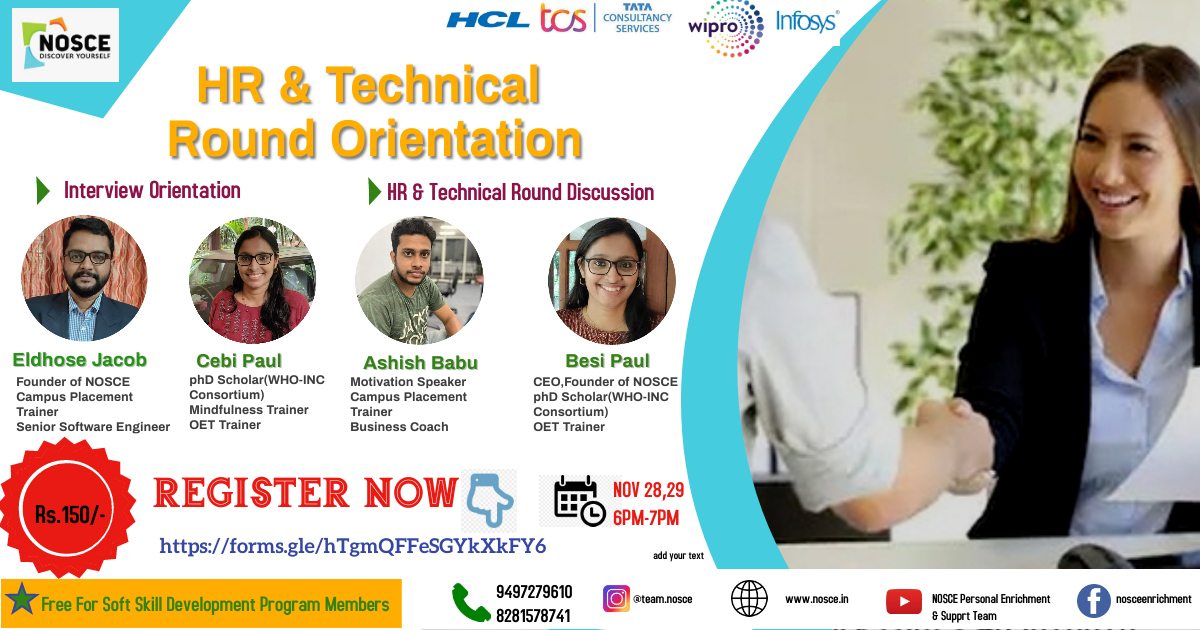 NOSCE
DISCOVER YOURSELF
HCL
tcs
TATA
CONSULTANCY
SERVICES
wipro
Infosys®
HR & Technical
Round Orientation
Interview Orientation
HR & Technical Round Discussion
Eldhose Jacob
Founder of NOSCE
Campus Placement
Trainer
Senior Software Engineer
Cebi Paul
phD Scholar(WHO-INC
Consortium)
Mindfulness Trainer
OET Trainer
Ashish Babu
Motivation Speaker
Campus Placement
Trainer
Business Coach
Besi Paul
CEO,Founder of NOSCE
phD Scholar(WHO-INC
Consortium)
OET Trainer
Rs.150/-
REGISTER NOW
https://forms.gle/hTgmQFFeSGYkXkFY6
NOV 28,29
6PM-7PM
add your text
Free For Soft Skill Development Program Members
9497279610
8281578741
@team.nosce
www.nosce.in
NOSCE Personal Enrichment
& Supprt Team
nosceenrichment